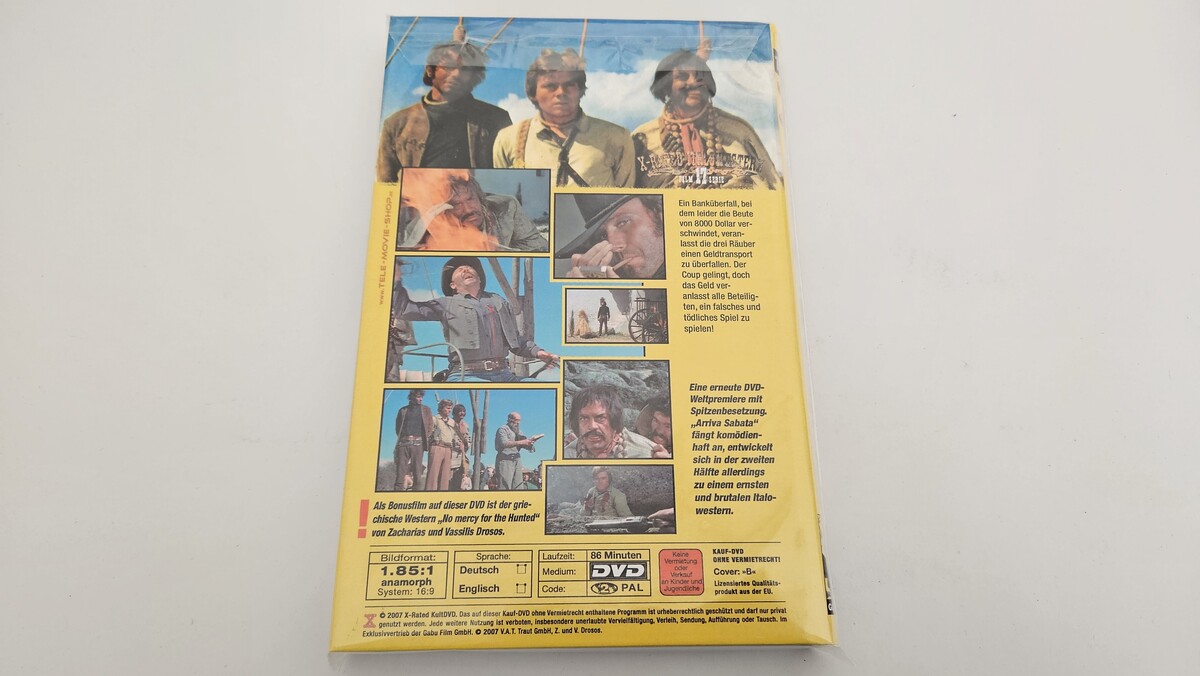 X-RATED ITALOWESTERN
FILM 17 SERIE
www.TELE-MOVIE-SHOP.
Ein Banküberfall, bei
dem leider die Beute
von 8000 Dollar ver-
schwindet, veran-
lasst die drei Räuber
einen Geldtransport
zu überfallen. Der
Coup gelingt, doch
das Geld ver-
anlasst alle Beteilig-
ten, ein falsches und
tödliches Spiel zu
spielen!
Eine erneute DVD-
Weltpremiere mit
Spitzenbesetzung.
„Arriva Sabata“
fängt komödien-
haft an, entwickelt
sich in der zweiten
Hälfte allerdings
zu einem ernsten
und brutalen Italo-
western.
! Als Bonusfilm auf dieser DVD ist der grie-
chische Western „No mercy for the Hunted“
von Zacharias und Vassilis Drosos.
Bildformat:
1.85:1
anamorph
System: 16:9
Sprache:
Deutsch
Englisch
Laufzeit: 86 Minuten
Medium: DVD
Code: 2 PAL
Keine
Vermietung
oder
Verkauf
an Kinder und
Jugendliche
KAUF-DVD
OHNE VERMIETRECHT!
Cover: »B«
Lizensiertes Qualitäts-
produkt aus der EU.
X © 2007 X-Rated KultDVD. Das auf dieser Kauf-DVD ohne Vermietrecht enthaltene Programm ist urheberrechtlich geschützt und darf nur privat
genutzt werden. Jede weitere Nutzung ist verboten, insbesondere unerlaubte Vervielfältigung, Verleih, Sendung, Aufführung oder Tausch. Im
Exklusivvertrieb der Gabu Film GmbH. © 2007 V.A.T. Traut GmbH, Z. und V. Drosos.